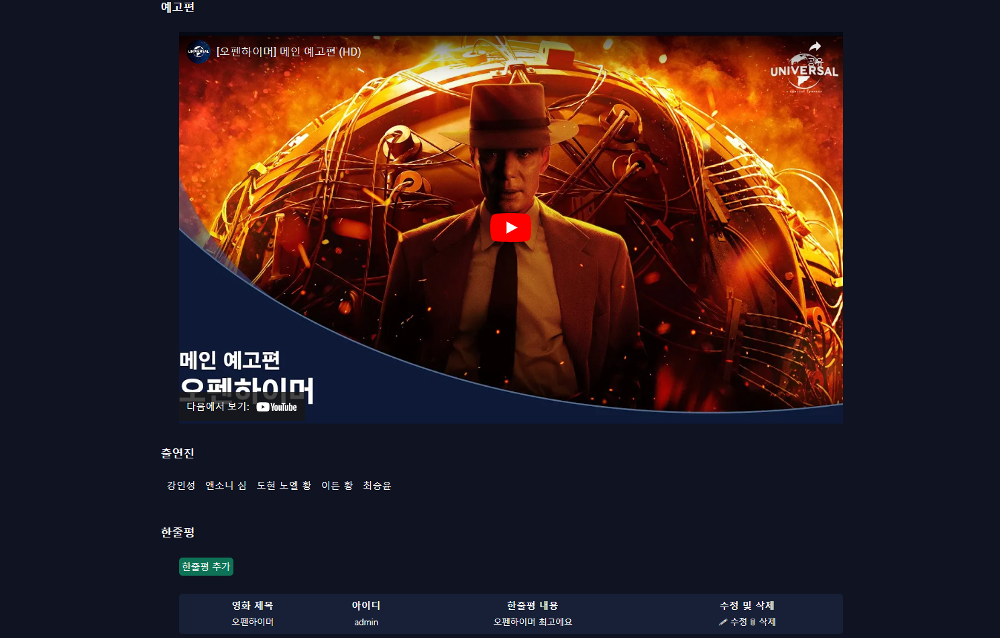 예고편
UNIVERSAL
[오펜하이머] 메인 예고편 (HD)
공유
UNIVERSAL
메인 예고편
오펜하이머
다음에서 보기: YouTube
출연진
강인성 앤소니 심 도현 노엘 황 이든 황 최승윤
한줄평
한줄평 추가
영화 제목 아이디 한줄평 내용 수정 및 삭제
오펜하이머 admin 오펜하이머 최고에요 수정 삭제